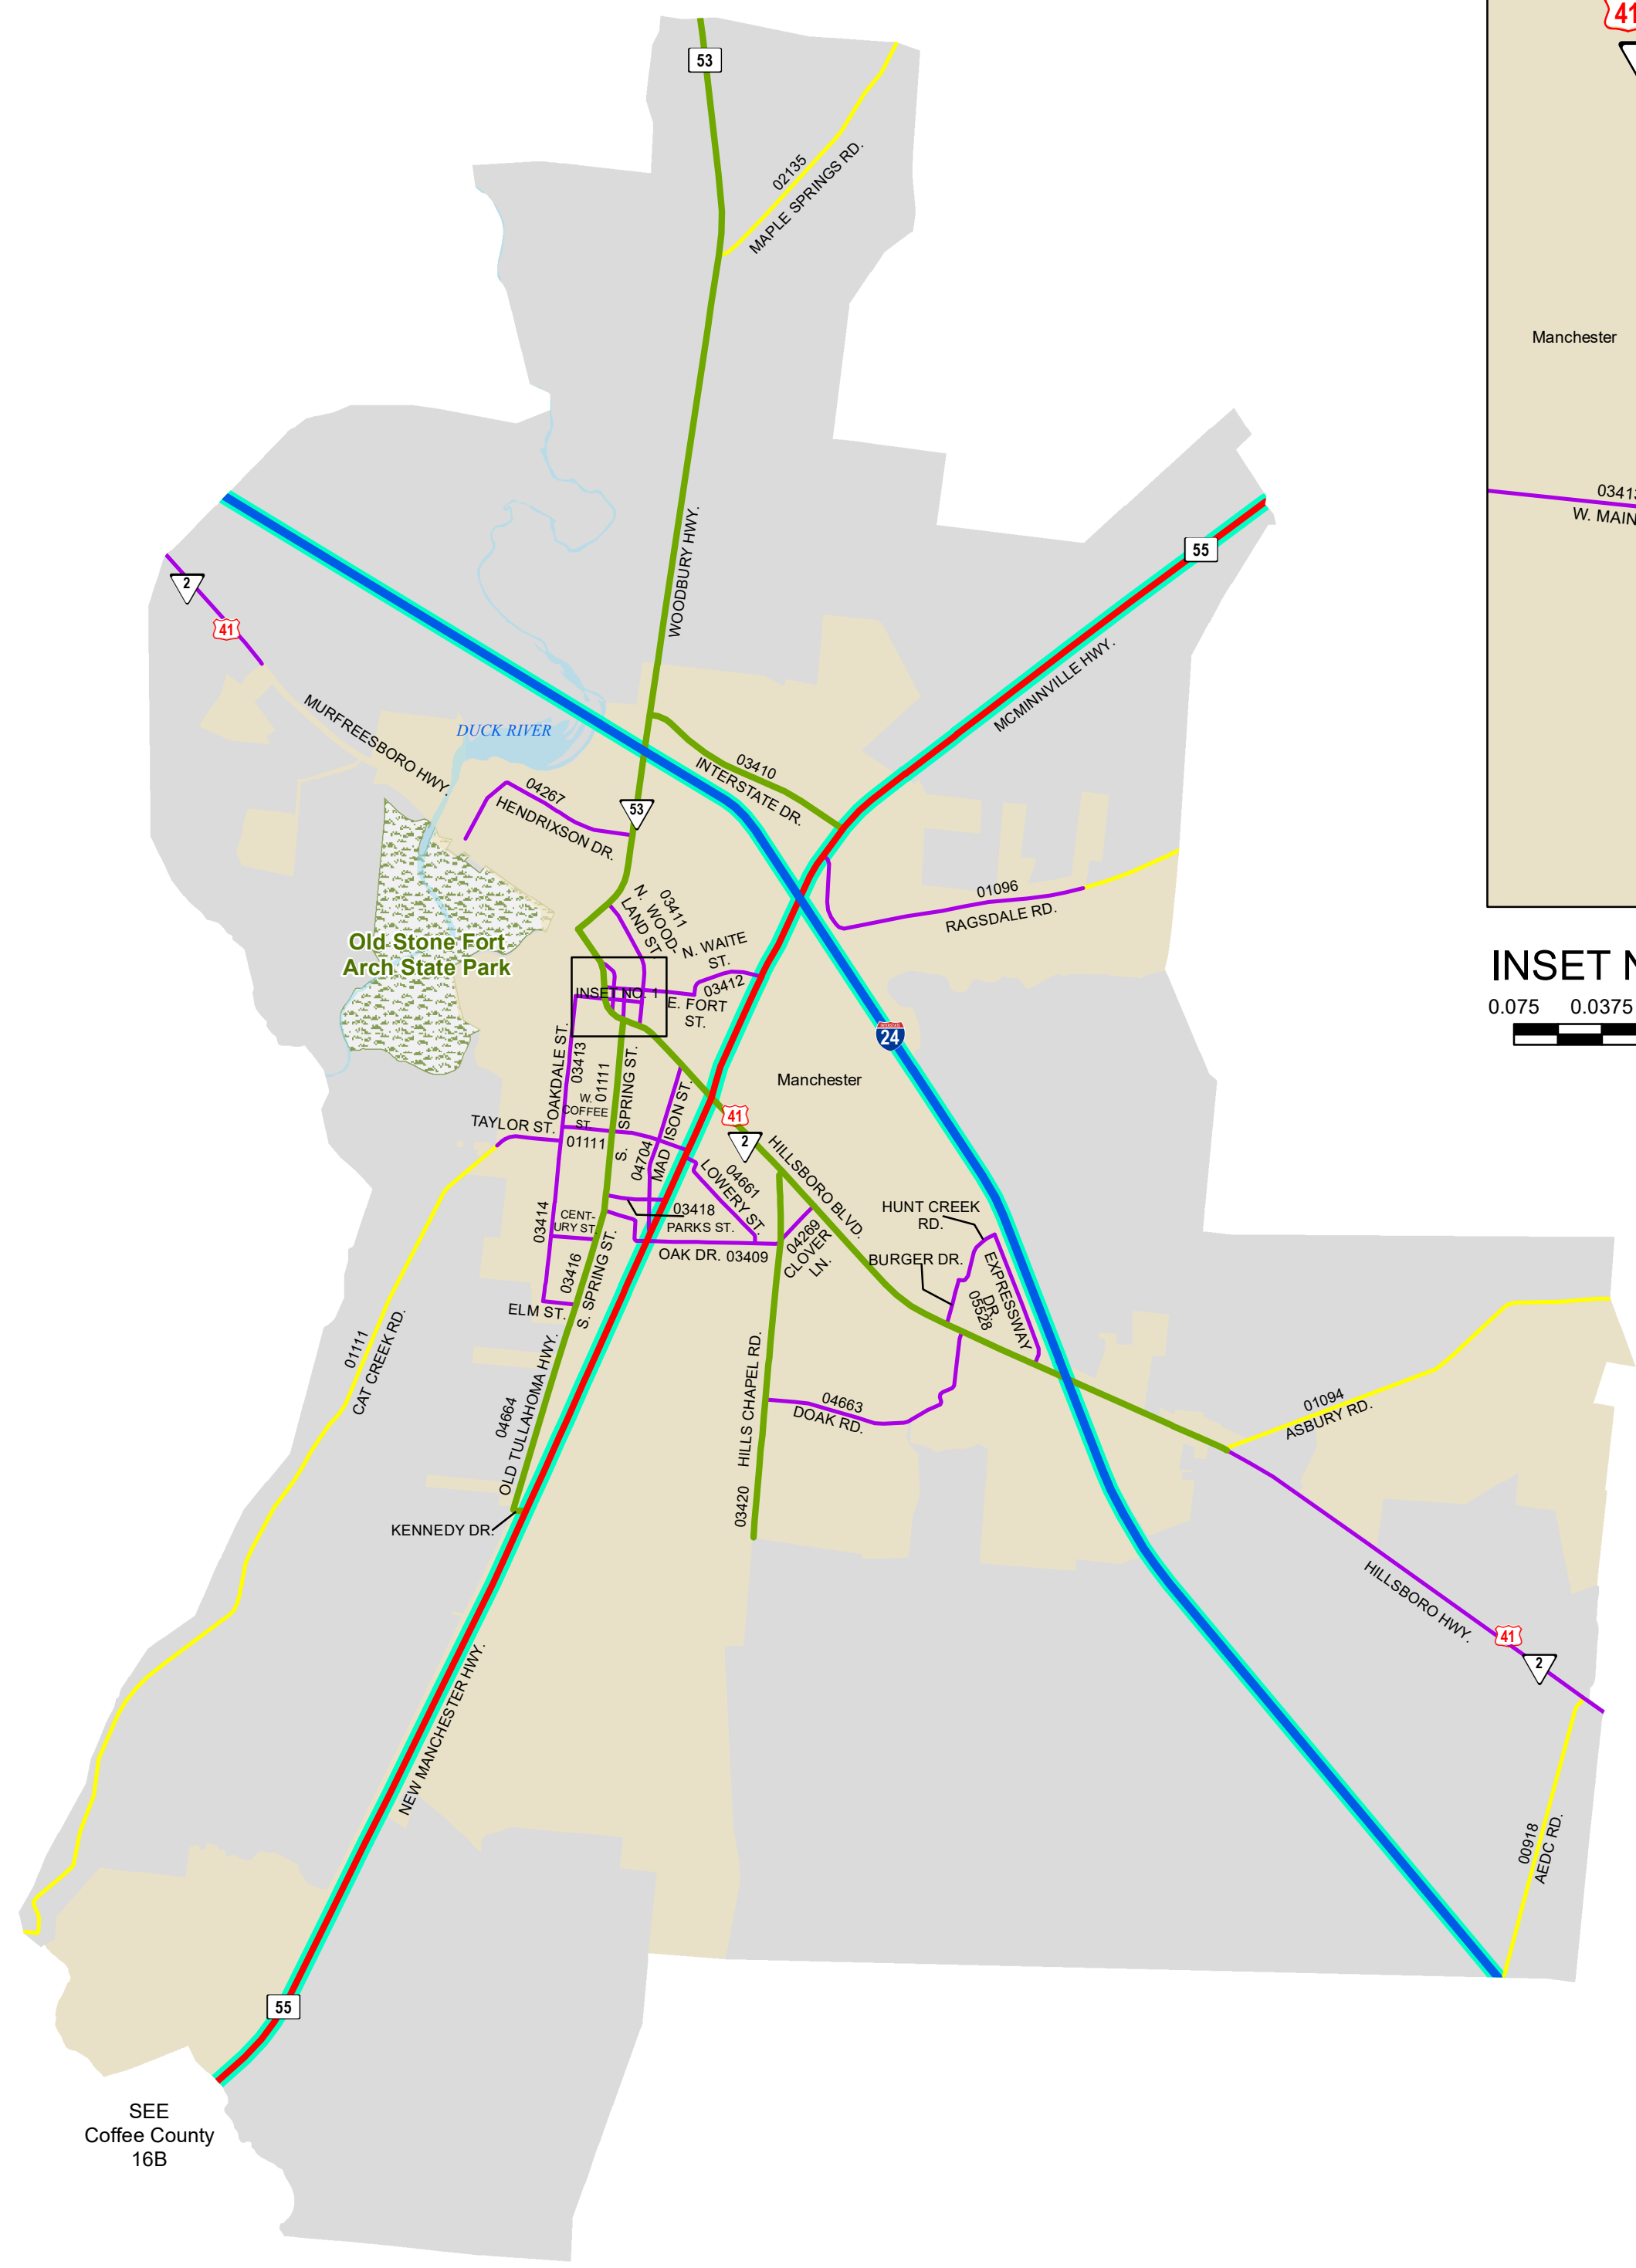 41
53
02135
MAPLE SPRINGS RD.
Manchester
W. MAIN
WOODBURY HWY.
55
MCMINNVILLE HWY.
2
41
MURFREESBORO HWY.
DUCK RIVER
03410
INTERSTATE DR.
04267
HENDRIXSON DR.
53
01096
RAGSDALE RD.
03411
N. WOOD-
LAND ST.
N. WAITE
ST.
03412
Old Stone Fort
Arch State Park
INSET NO. 1
E. FORT
ST.
INSET N
0.075
0.0375
24
Manchester
OAKDALE ST.
03413
01111
S. SPRING ST.
W.
COFFEE
ST.
TAYLOR ST.
01111
04704
MADISON ST.
41
2
HILLSBORO BLVD.
04661
LOWERY ST.
03414
CENT-
URY ST.
03418
PARKS ST.
OAK DR. 03409
04269
CLOVER
LN.
HUNT CREEK
RD.
BURGER DR.
EXPRESSWAY
DR.
05528
03416
S. SPRING ST.
ELM ST.
01111
CAT CREEK RD.
04664
OLD TULLAHOMA HWY.
KENNEDY DR.
HILLS CHAPEL RD.
03420
04663
DOAK RD.
01094
ASBURY RD.
HILLSBORO HWY.
41
2
NEW MANCHESTER HWY.
00918
AEDC RD.
55
SEE
Coffee County
16B